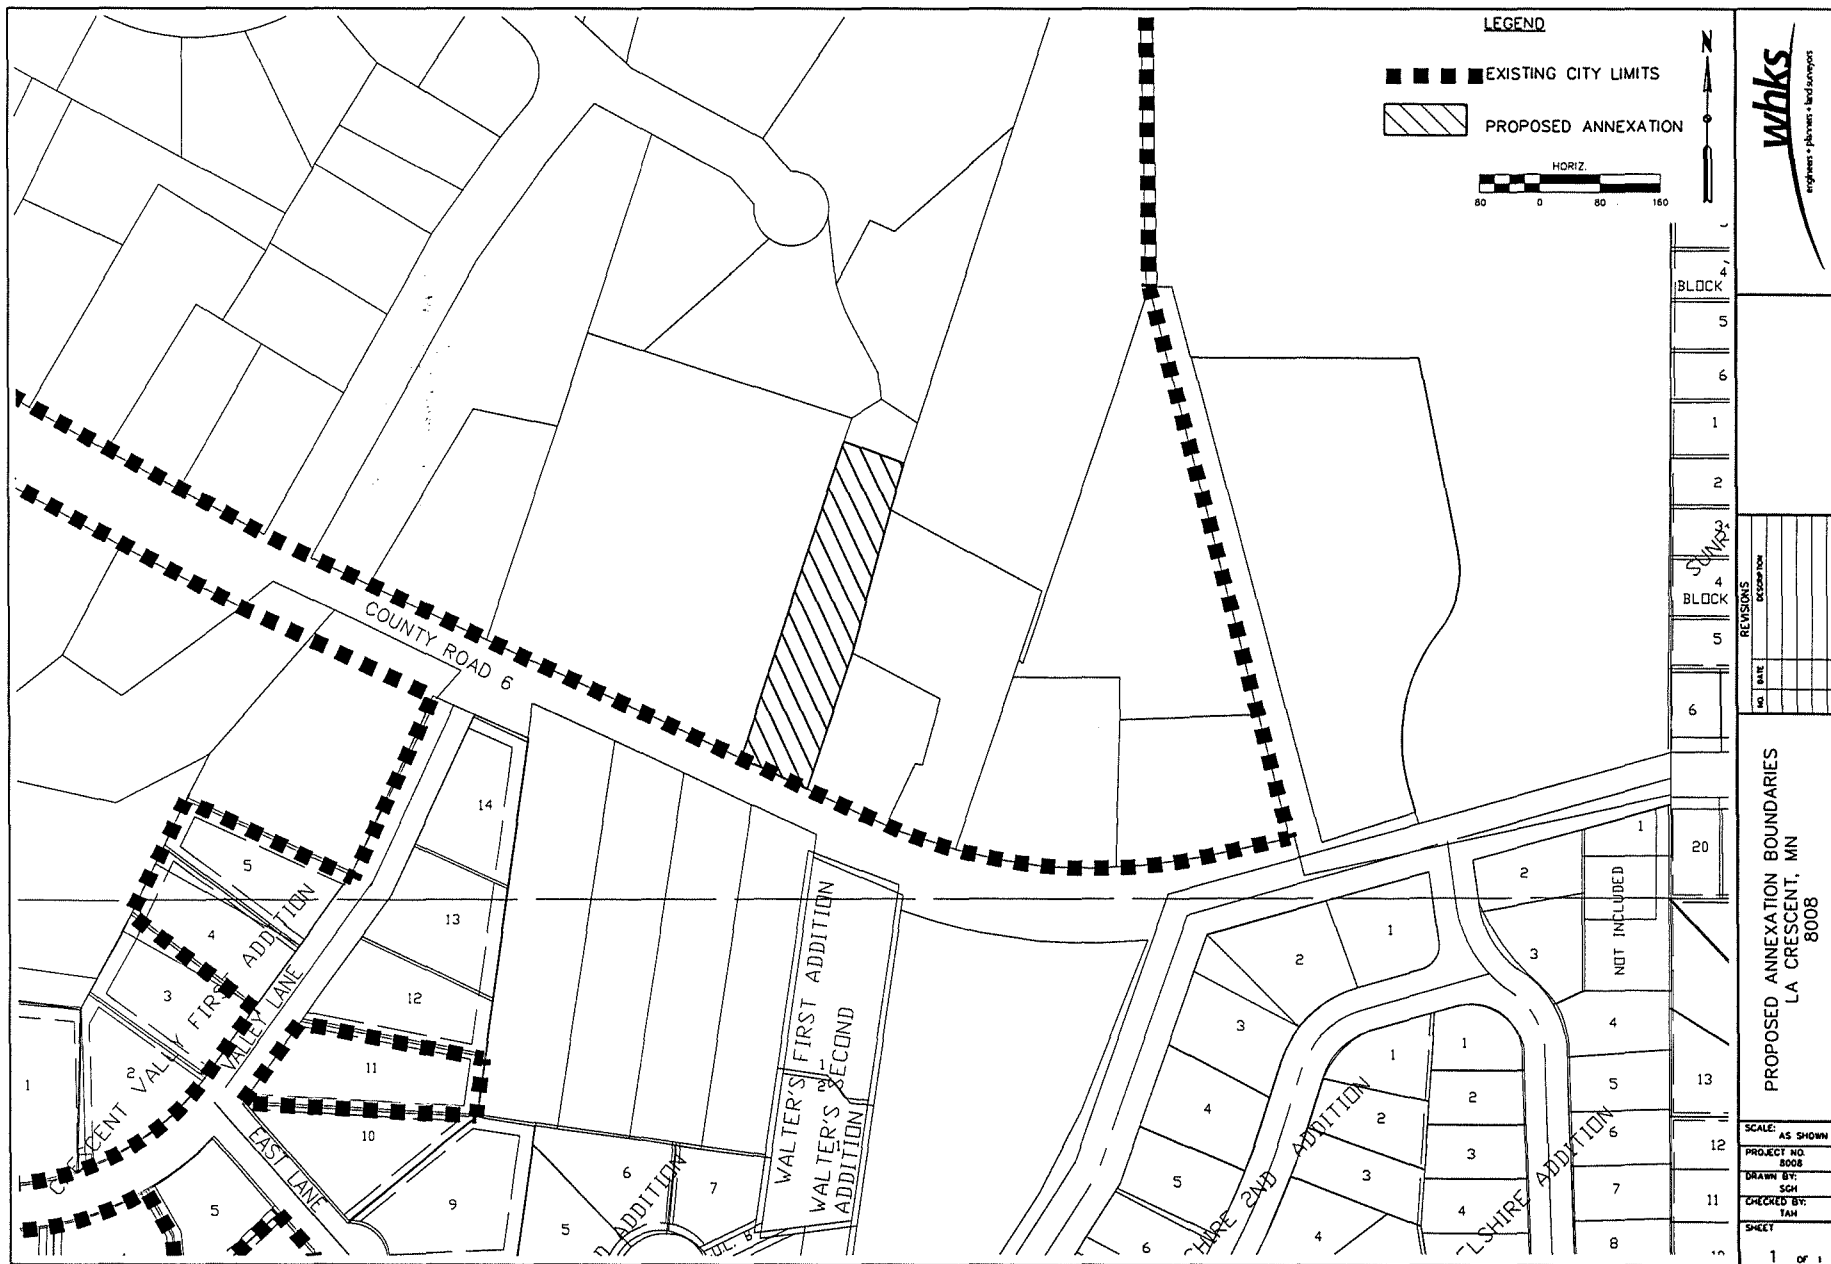 LEGEND
EXISTING CITY LIMITS
PROPOSED ANNEXATION
N
HORIZ.
80 0 80 160
whks
engineers + planners + land surveyors
4
BLOCK
5
6
1
2
3
4
BLOCK
5
6
20
13
12
11
COUNTY ROAD 6
14
13
12
11
10
9
5
4
3
2
1
5
CRESCENT VALLEY FIRST ADDITION
VALLEY LANE
EAST LANE
5
6
7
ADDITION
WALTER'S FIRST ADDITION
1
2
WALTER'S SECOND
ADDITION
1
2
1
3
4
5
6
1
2
3
4
1
2
3
4
2
3
1
NOT INCLUDED
4
5
6
7
8
SHIRE 2ND ADDITION
ELSHIRE ADDITION
REVISIONS
NO. DATE DESCRIPTION
PROPOSED ANNEXATION BOUNDARIES
LA CRESCENT, MN
8008
SCALE: AS SHOWN
PROJECT NO.
8008
DRAWN BY:
SGH
CHECKED BY:
TAH
SHEET
1 OF 1